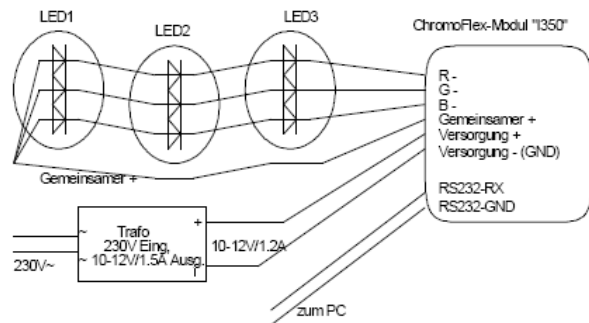 LED1
LED2
LED3
ChromoFlex-Modul "I350"
R -
G -
B -
Gemeinsamer +
Versorgung +
Versorgung - (GND)
RS232-RX
RS232-GND
Gemeinsamer +
230V~
~
~
Trafo
230V Eing,
10-12V/1.5A Ausg.
+
10-12V/1.2A
zum PC